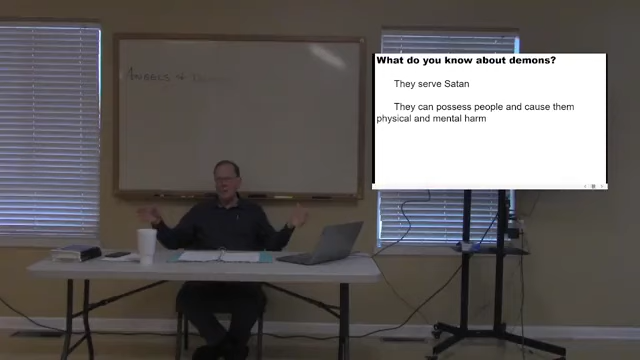 ANGELS &
What do you know about demons?
They serve Satan
They can possess people and cause them
physical and mental harm